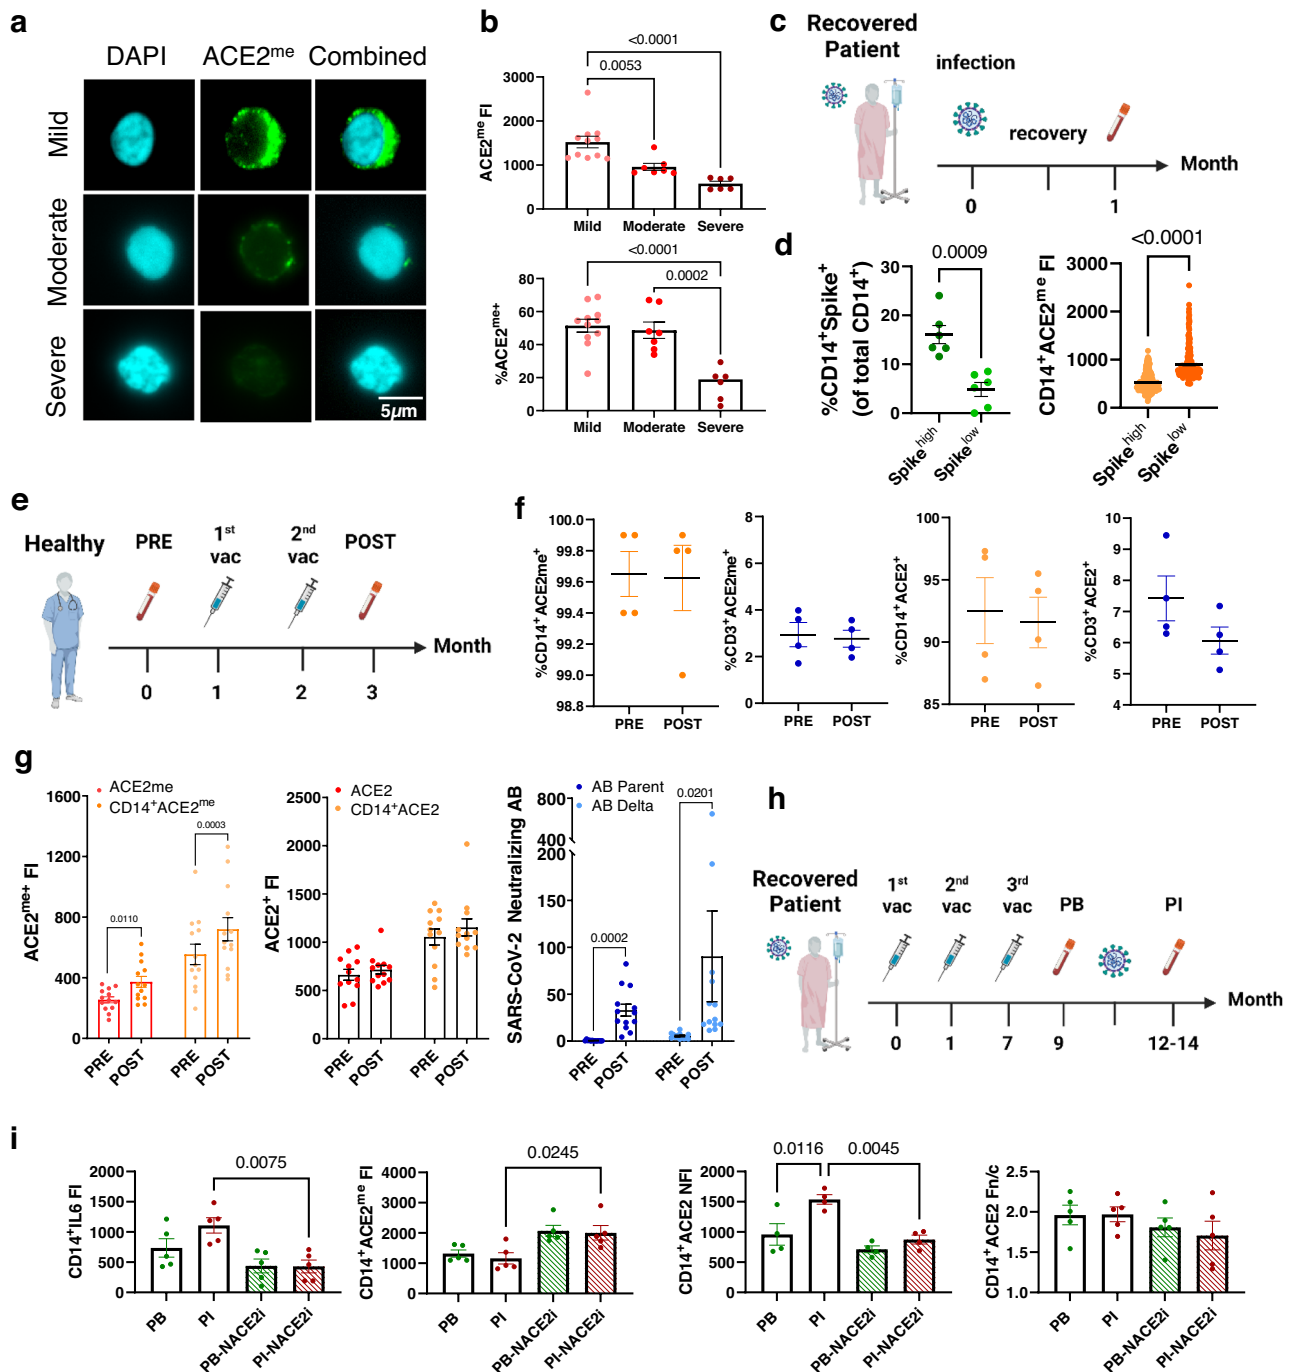 a
DAPI ACE2ᵐᵉ Combined
Mild
Moderate
Severe
5µm
b
<0.0001
0.0053
ACE2ᵐᵉ FI
3000
2000
1000
0
Mild Moderate Severe
<0.0001
0.0002
%ACE2ᵐᵉ⁺
80
60
40
20
0
Mild Moderate Severe
c
Recovered
Patient
infection
recovery
Month
0 1
d
0.0009
%CD14⁺Spike⁺
(of total CD14⁺)
30
20
10
0
Spikeʰⁱᵍʰ Spikeˡᵒʷ
<0.0001
CD14⁺ACE2ᵐᵉ FI
3000
2000
1000
0
Spikeʰⁱᵍʰ Spikeˡᵒʷ
e
Healthy
PRE
1ˢᵗ
vac
2ⁿᵈ
vac
POST
Month
0 1 2 3
f
%CD14⁺ACE2me⁺
100.0
99.8
99.6
99.4
99.2
99.0
98.8
PRE POST
%CD3⁺ACE2me⁺
8
6
4
2
0
PRE POST
%CD14⁺ACE2⁺
100
95
90
85
PRE POST
%CD3⁺ACE2⁺
10
9
8
7
6
5
4
PRE POST
g
ACE2me
CD14⁺ACE2ᵐᵉ
0.0003
0.0110
ACE2ᵐᵉ⁺ FI
1600
1200
800
400
0
PRE POST PRE POST
ACE2
CD14⁺ACE2
ACE2⁺ FI
2500
2000
1500
1000
500
0
PRE POST PRE POST
AB Parent
AB Delta
0.0201
0.0002
SARS-CoV-2 Neutralizing AB
800
400
200
150
100
50
0
PRE POST PRE POST
h
Recovered
Patient
1ˢᵗ
vac
2ⁿᵈ
vac
3ʳᵈ
vac
PB
PI
Month
0 1 7 9 12-14
i
0.0075
CD14⁺IL6 FI
2000
1500
1000
500
0
PB PI PB-NACE2i PI-NACE2i
0.0245
CD14⁺ACE2ᵐᵉ FI
4000
3000
2000
1000
0
PB PI PB-NACE2i PI-NACE2i
0.0116 0.0045
CD14⁺ACE2 NFI
2000
1500
1000
500
0
PB PI PB-NACE2i PI-NACE2i
CD14⁺ACE2 Fn/c
2.5
2.0
1.5
1.0
PB PI PB-NACE2i PI-NACE2i